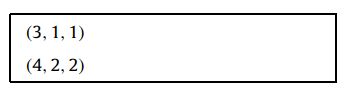 (3, 1, 1)
(4, 2, 2)